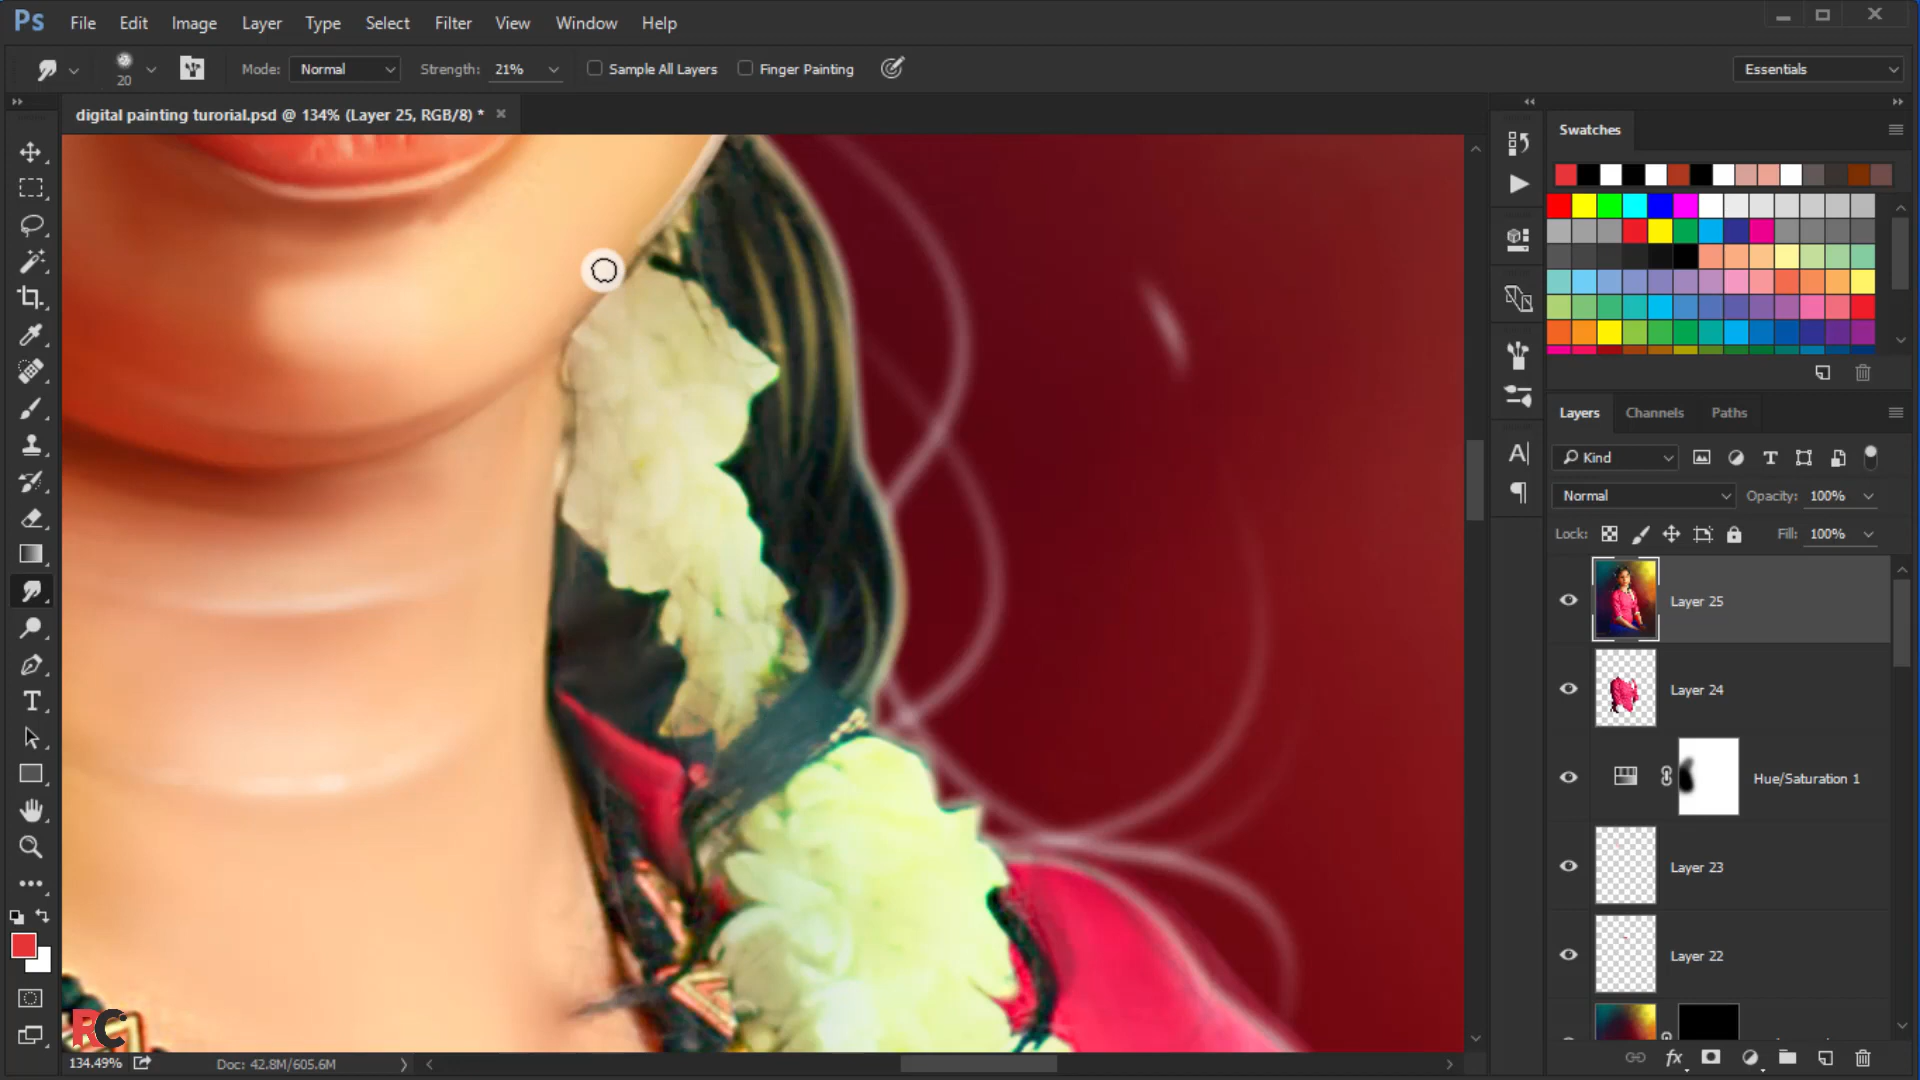 Ps File Edit Image Layer Type Select Filter View Window Help
20 Mode: Normal Strength: 21% Sample All Layers Finger Painting Essentials
digital painting turorial.psd @ 134% (Layer 25, RGB/8) *
Swatches
Layers Channels Paths
Kind
Normal Opacity: 100%
Lock: Fill: 100%
Layer 25
Layer 24
Hue/Saturation 1
Layer 23
Layer 22
RC
134.49% Doc: 42.8M/605.6M